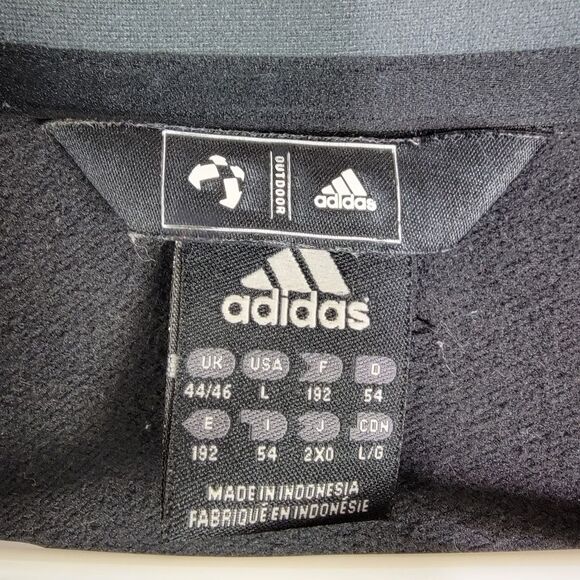 OUTDOOR
adidas
adidas
UK USA F D
44/46 L 192 54
E I J CDN
192 54 2XO L/G
MADE IN INDONESIA
FABRIQUÉ EN INDONÉSIE